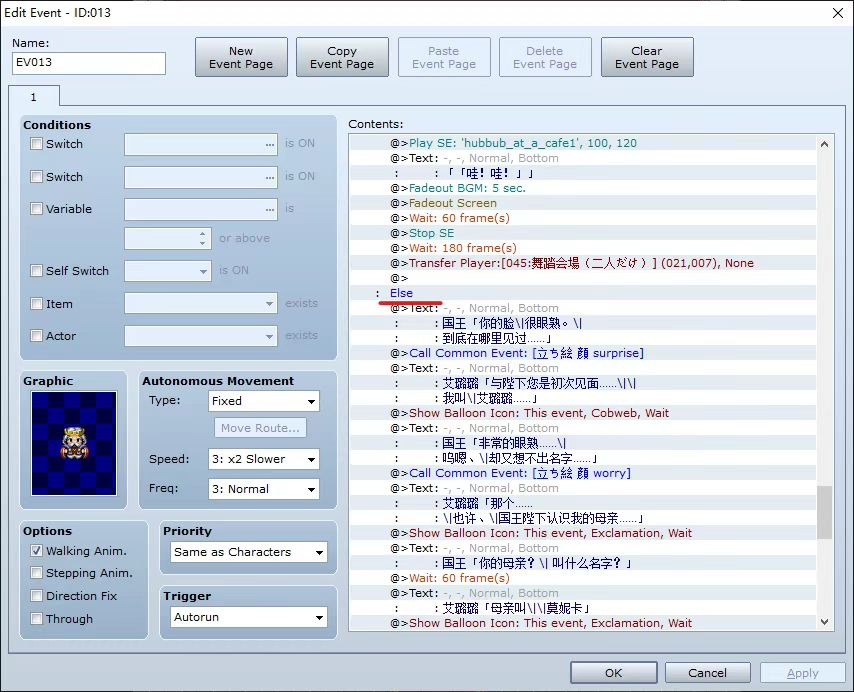 Edit Event - ID:013
Name:
EV013
New
Event Page
Copy
Event Page
Paste
Event Page
Delete
Event Page
Clear
Event Page
1
Conditions
Switch
...
is ON
Switch
...
is ON
Variable
...
is
or above
Self Switch
is ON
Item
exists
Actor
exists
Graphic
Autonomous Movement
Type:
Fixed
Move Route...
Speed:
3: x2 Slower
Freq:
3: Normal
Options
Walking Anim.
Stepping Anim.
Direction Fix
Through
Priority
Same as Characters
Trigger
Autorun
Contents:
@>Play SE: 'hubbub_at_a_cafe1', 100, 120
@>Text: -, -, Normal, Bottom
: : 「「哇！哇！」」
@>Fadeout BGM: 5 sec.
@>Fadeout Screen
@>Wait: 60 frame(s)
@>Stop SE
@>Wait: 180 frame(s)
@>Transfer Player:[045:舞踏会場（二人だけ）] (021,007), None
@>
: Else
@>Text: -, -, Normal, Bottom
: : 国王「你的脸\|很眼熟。\|
: : 到底在哪里见过……」
@>Call Common Event: [立ち絵 顔 surprise]
@>Text: -, -, Normal, Bottom
: : 艾璐璐「与陛下您是初次见面……\|\|
: : 我叫\|艾璐璐……」
@>Show Balloon Icon: This event, Cobweb, Wait
@>Text: -, -, Normal, Bottom
: : 国王「非常的眼熟……\|
: : 呜嗯、\|却又想不出名字……」
@>Call Common Event: [立ち絵 顔 worry]
@>Text: -, -, Normal, Bottom
: : 艾璐璐「那个……
: : \|也许、\|国王陛下认识我的母亲……」
@>Show Balloon Icon: This event, Exclamation, Wait
@>Text: -, -, Normal, Bottom
: : 国王「你的母亲？\| 叫什么名字？」
@>Wait: 60 frame(s)
@>Text: -, -, Normal, Bottom
: : 艾璐璐「母亲叫\|\|莫妮卡」
@>Show Balloon Icon: This event, Exclamation, Wait
OK
Cancel
Apply